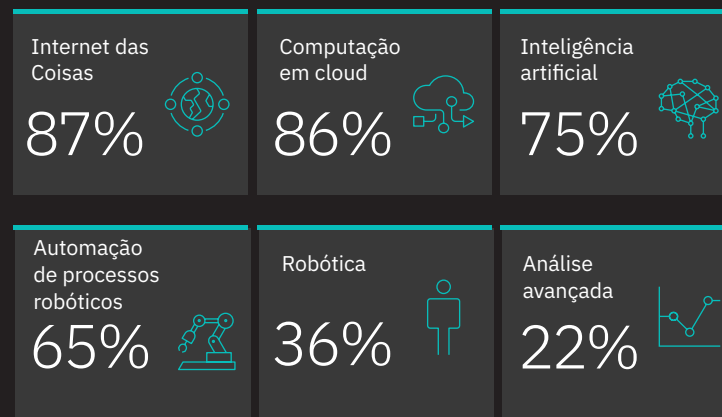 Internet das
Coisas
87%
Computação
em cloud
86%
Inteligência
artificial
75%
Automação
de processos
robóticos
65%
Robótica
36%
Análise
avançada
22%